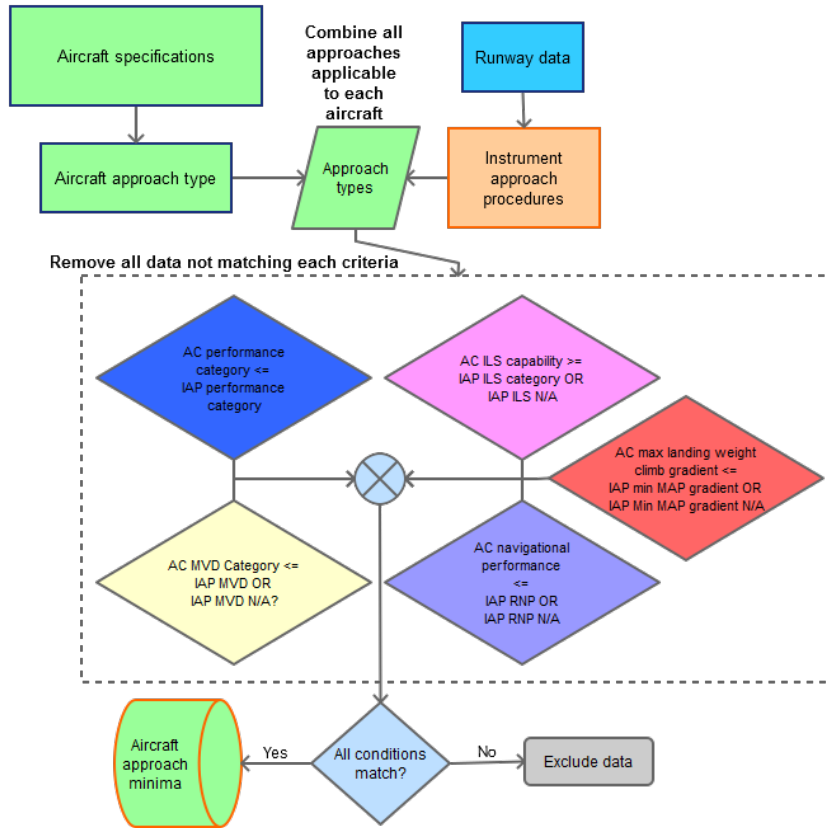 Aircraft specifications
Combine all
approaches
applicable
to each
aircraft
Runway data
Aircraft approach type
Approach
types
Instrument
approach
procedures
Remove all data not matching each criteria
AC performance
category <=
IAP performance
category
AC ILS capability >=
IAP ILS category OR
IAP ILS N/A
AC max landing weight
climb gradient <=
IAP min MAP gradient OR
IAP Min MAP gradient N/A
AC MVD Category <=
IAP MVD OR
IAP MVD N/A?
AC navigational
performance
<=
IAP RNP OR
IAP RNP N/A
Aircraft
approach
minima
Yes
All conditions
match?
No
Exclude data